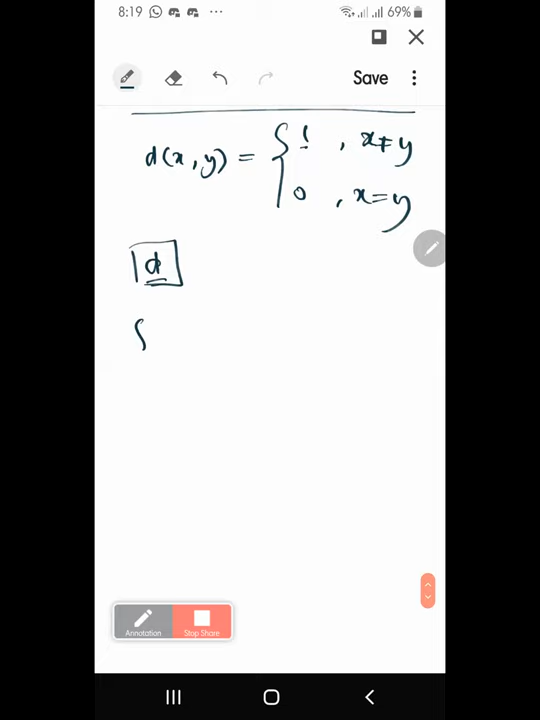 8:19 69%
Save
d(x, y) = { 1 , x ≠ y
0 , x = y
d
Annotation Stop Share